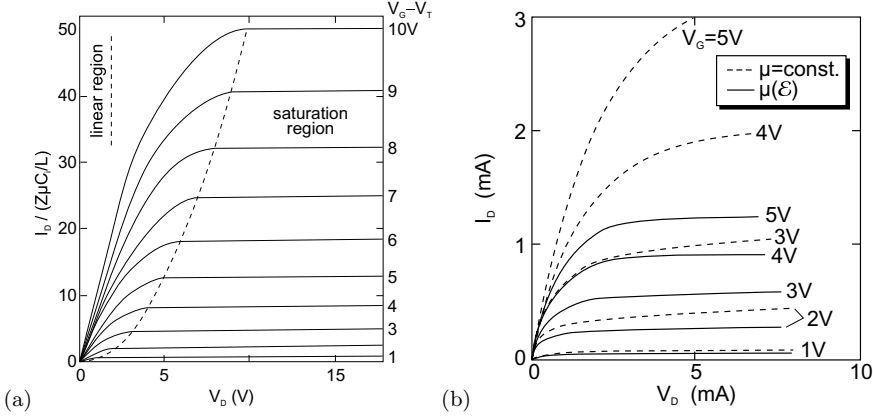 V_G–V_T
10V
9
8
7
6
5
4
3
1
50
40
30
20
10
0
linear region
saturation
region
I_D / (ZμC_i/L)
0
5
10
15
V_D (V)
(a)
3
2
1
0
I_D (mA)
V_G=5V
μ=const.
μ(ℰ)
4V
5V
3V
4V
3V
2V
1V
0
5
10
V_D (mA)
(b)